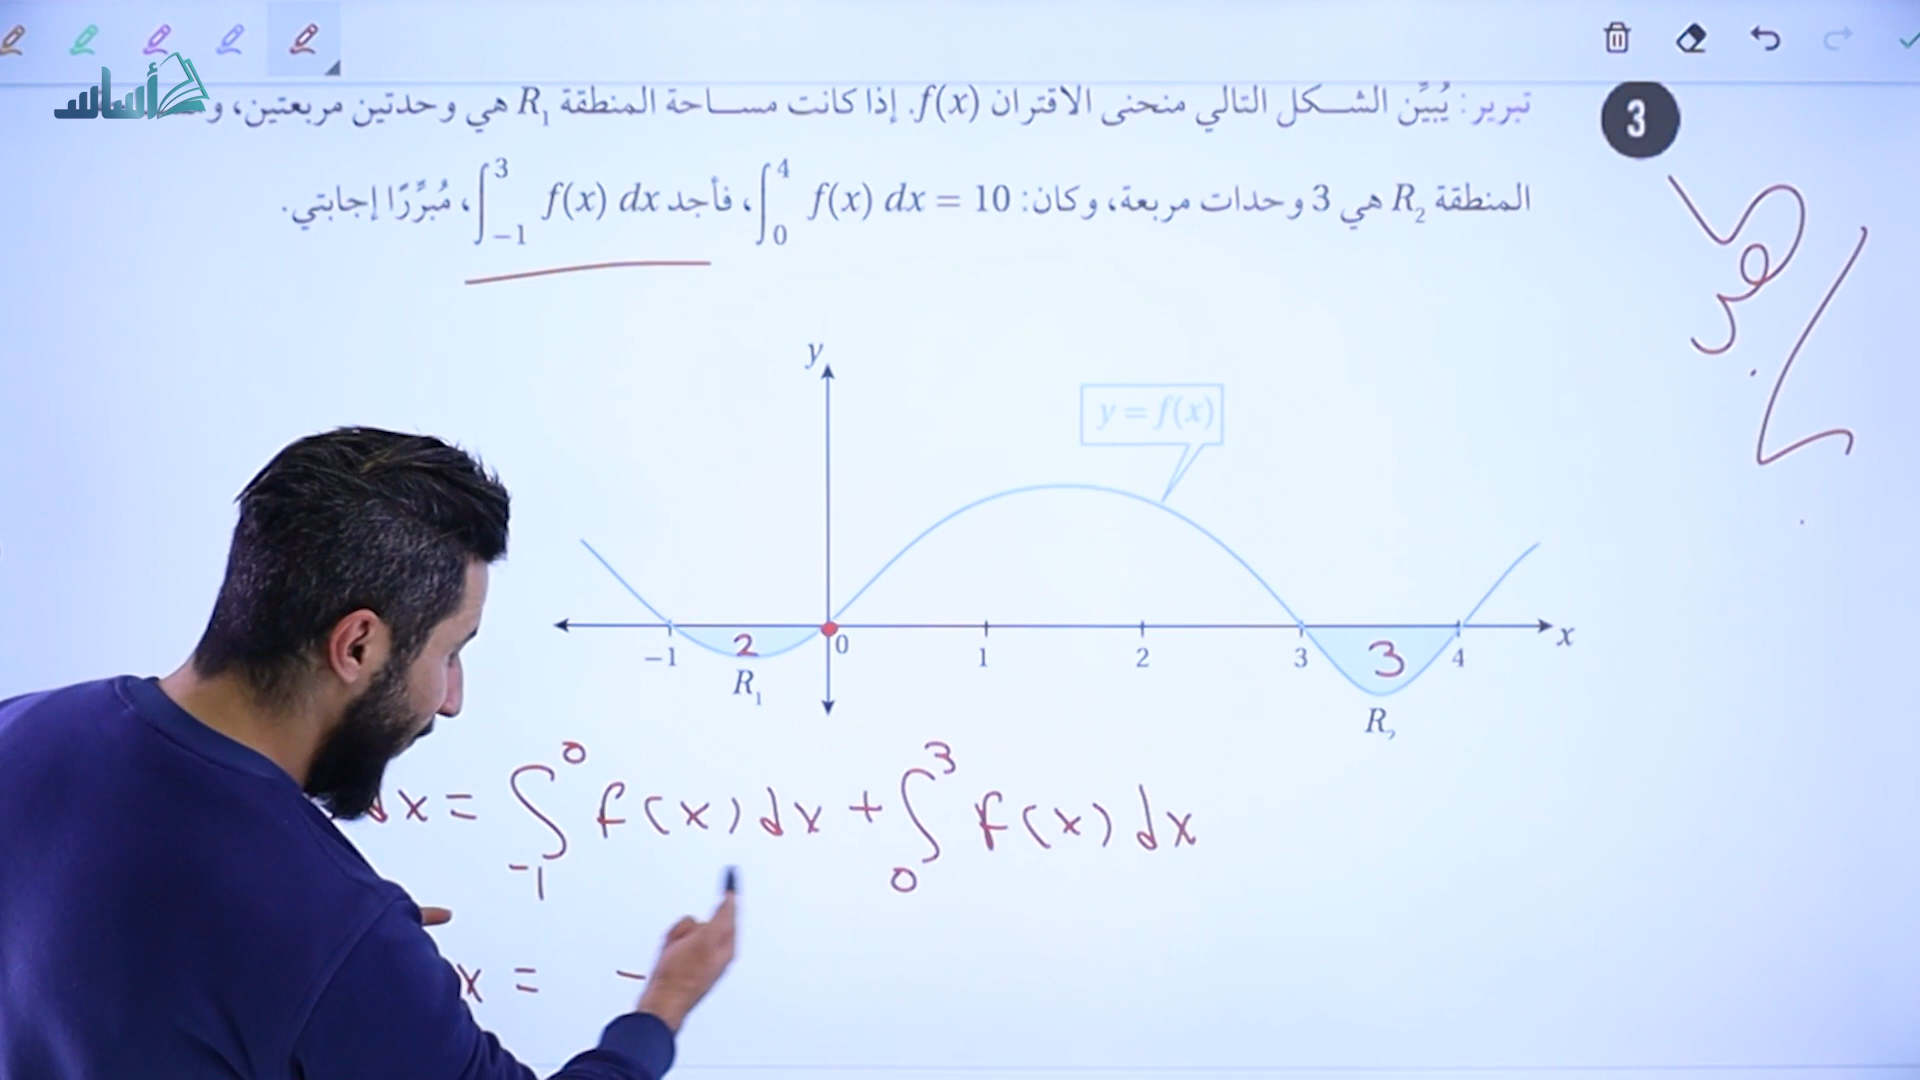 أساس
3
تبرير: يُبيِّن الشكل التالي منحنى الاقتران f(x). إذا كانت مساحة المنطقة R₁ هي وحدتين مربعتين،
المنطقة R₂ هي 3 وحدات مربعة، وكان: ∫₀⁴ f(x) dx = 10، فأجد ∫₋₁³ f(x) dx، مُبرِّرًا إجابتي.
y
y = f(x)
-1 0 1 2 3 4 x
2 3
R₁ R₂
dx = ∫₋₁⁰ f(x) dx + ∫₀³ f(x) dx
x = -